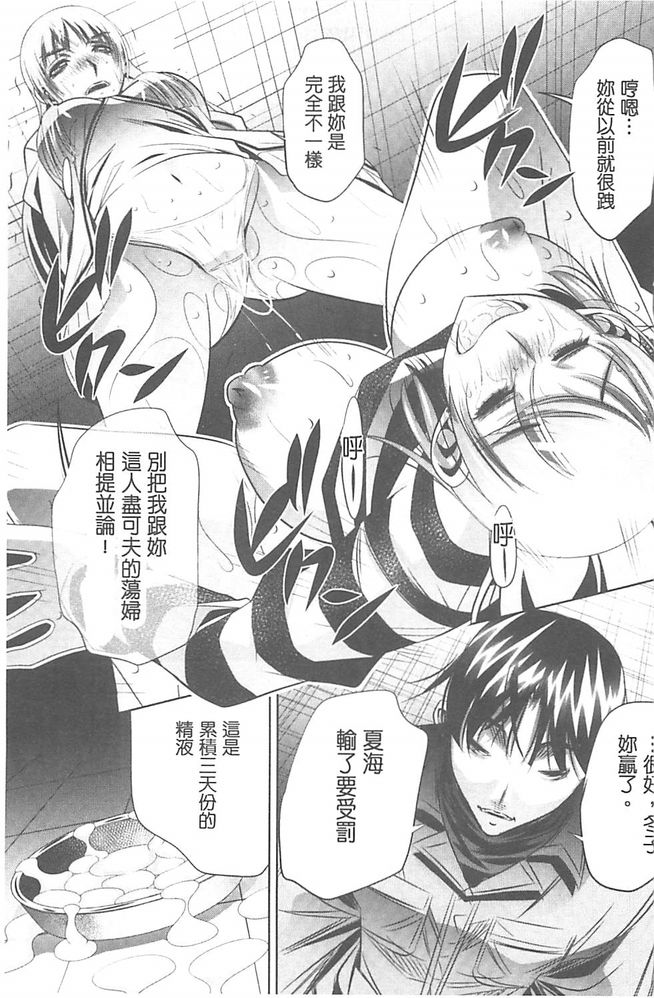 哼嗯…
妳從以前就很跩
我跟妳是
完全不一樣
呼
呼
別把我跟妳
這人盡可夫的蕩婦
相提並論！
…很好，
妳贏了。
夏海
輸了要受罰
這是
累積三天份的
精液